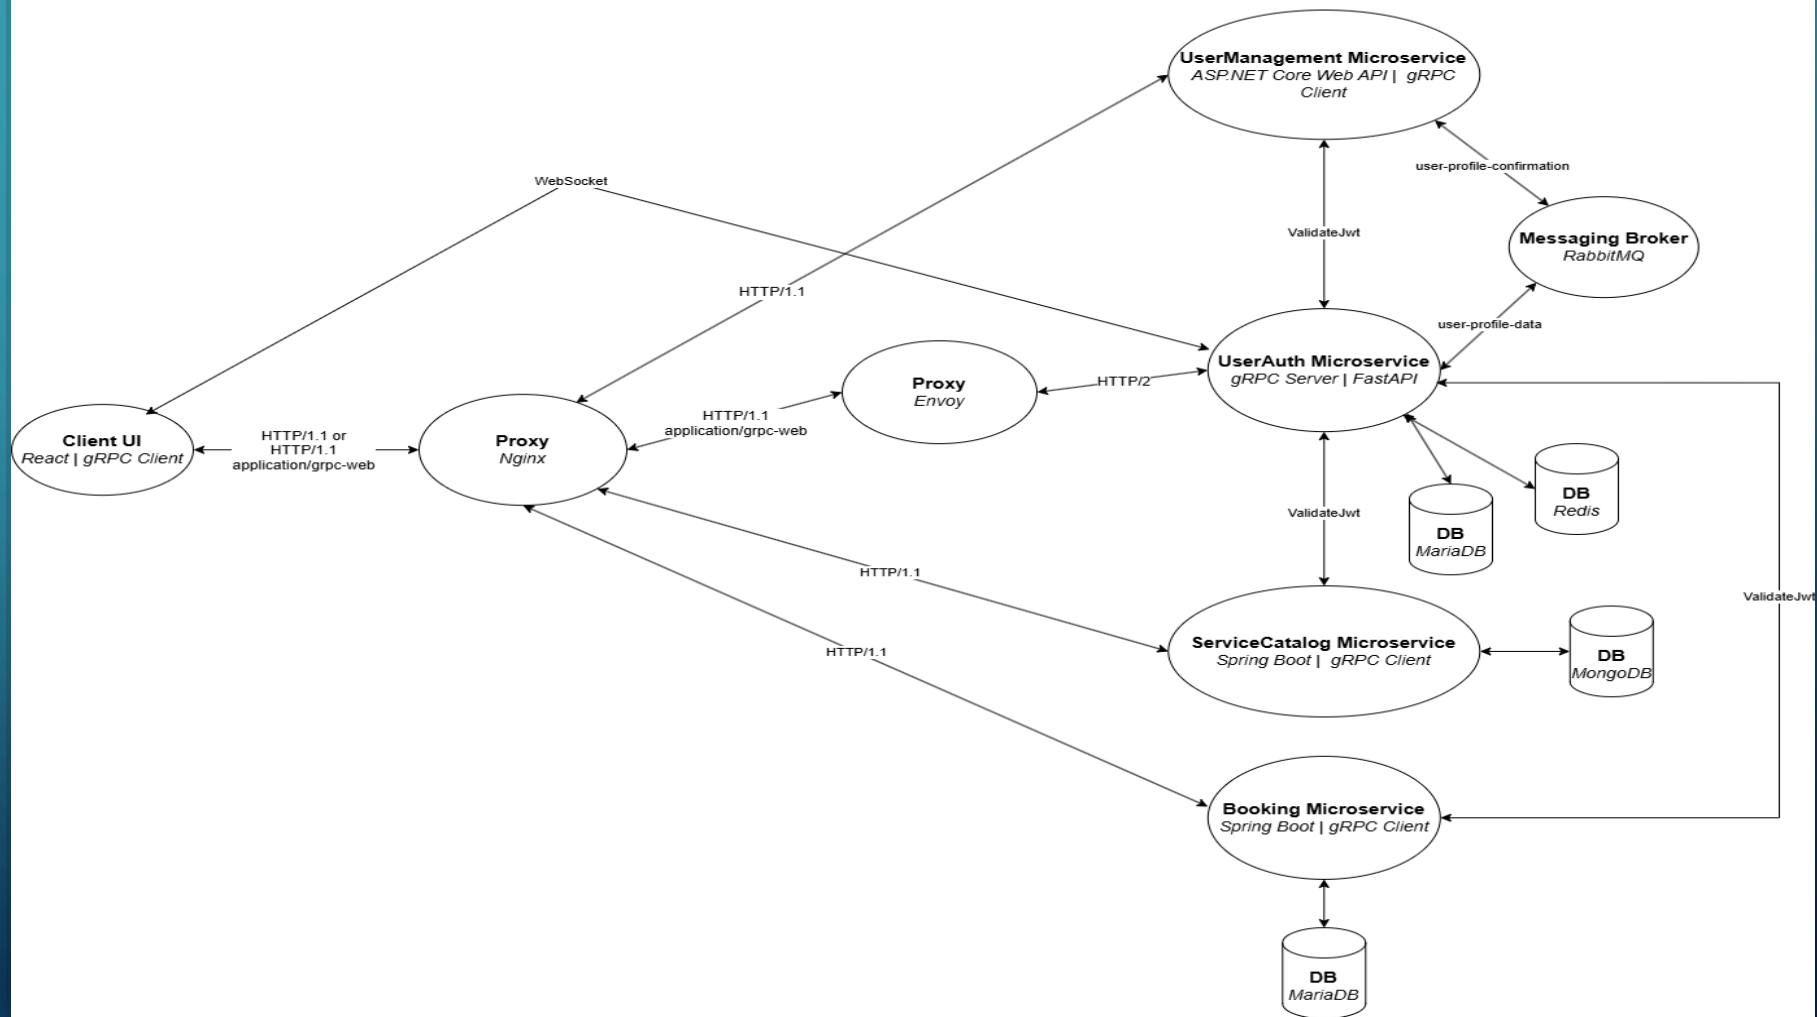 UserManagement Microservice
ASP.NET Core Web API | gRPC
Client
user-profile-confirmation
WebSocket
ValidateJwt
Messaging Broker
RabbitMQ
HTTP/1.1
user-profile-data
UserAuth Microservice
gRPC Server | FastAPI
Proxy
Envoy
HTTP/2
HTTP/1.1
application/grpc-web
Client UI
React | gRPC Client
HTTP/1.1 or
HTTP/1.1
application/grpc-web
Proxy
Nginx
DB
Redis
ValidateJwt
DB
MariaDB
HTTP/1.1
ValidateJwt
ServiceCatalog Microservice
Spring Boot | gRPC Client
DB
MongoDB
HTTP/1.1
Booking Microservice
Spring Boot | gRPC Client
DB
MariaDB